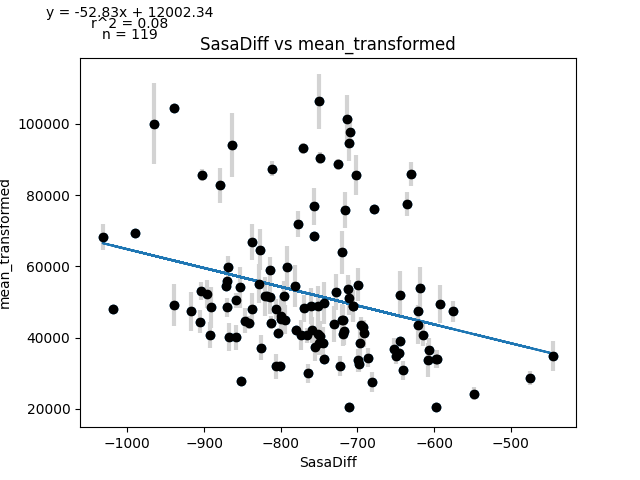 y = -52.83x + 12002.34
r^2 = 0.08
n = 119
SasaDiff vs mean_transformed
100000
80000
60000
40000
20000
mean_transformed
−1000
−900
−800
−700
−600
−500
SasaDiff